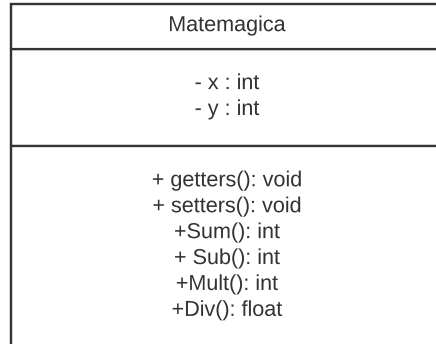 Matemagica
- x : int
- y : int
+ getters(): void
+ setters(): void
+Sum(): int
+ Sub(): int
+Mult(): int
+Div(): float